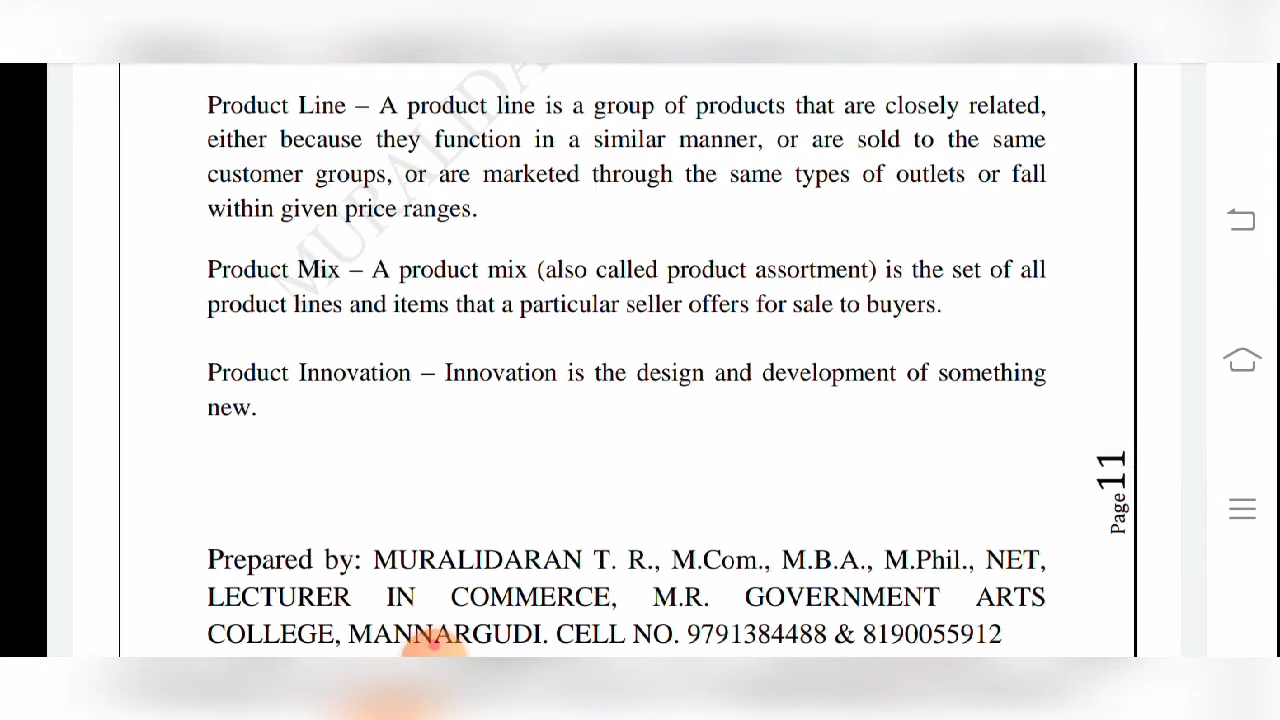 Product Line – A product line is a group of products that are closely related,
either because they function in a similar manner, or are sold to the same
customer groups, or are marketed through the same types of outlets or fall
within given price ranges.
Product Mix – A product mix (also called product assortment) is the set of all
product lines and items that a particular seller offers for sale to buyers.
Product Innovation – Innovation is the design and development of something
new.
Page 11
Prepared by: MURALIDARAN T. R., M.Com., M.B.A., M.Phil., NET,
LECTURER IN COMMERCE, M.R. GOVERNMENT ARTS
COLLEGE, MANNARGUDI. CELL NO. 9791384488 & 8190055912